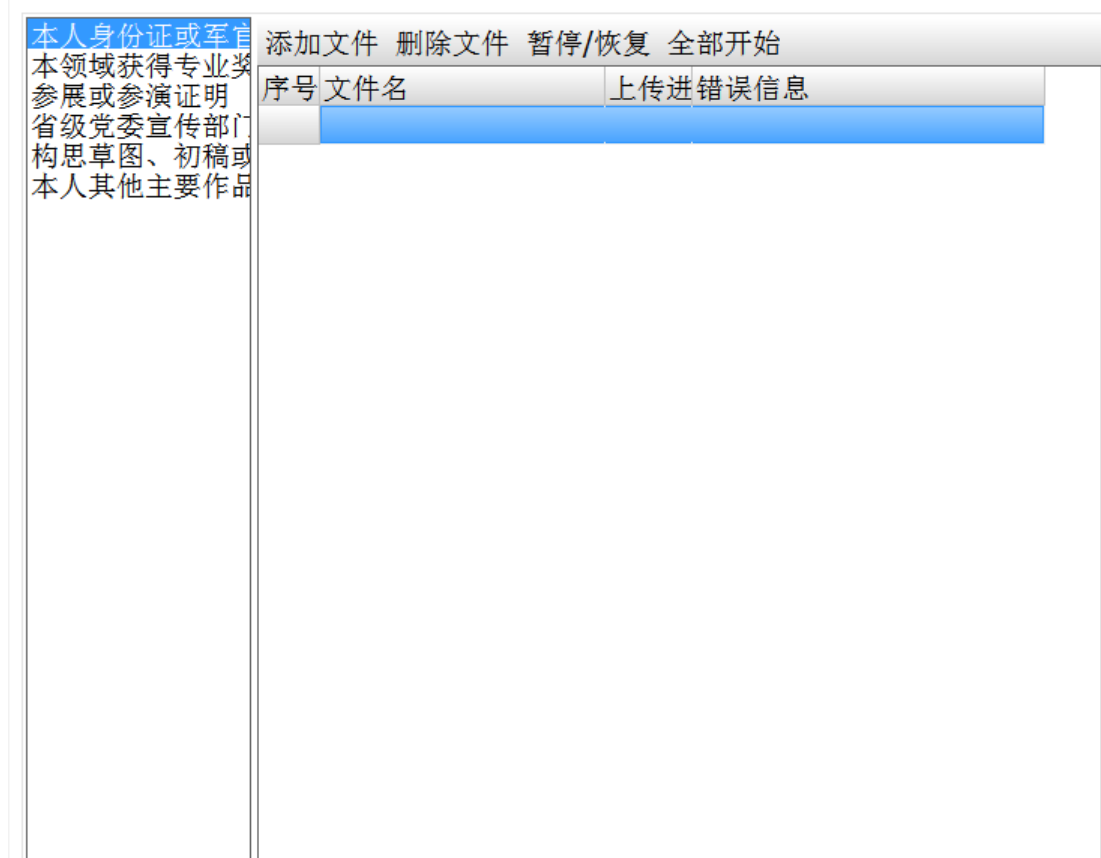 本人身份证或军官
本领域获得专业奖
参展或参演证明
省级党委宣传部门
构思草图、初稿或
本人其他主要作品
添加文件 删除文件 暂停/恢复 全部开始
序号 文件名 上传进 错误信息